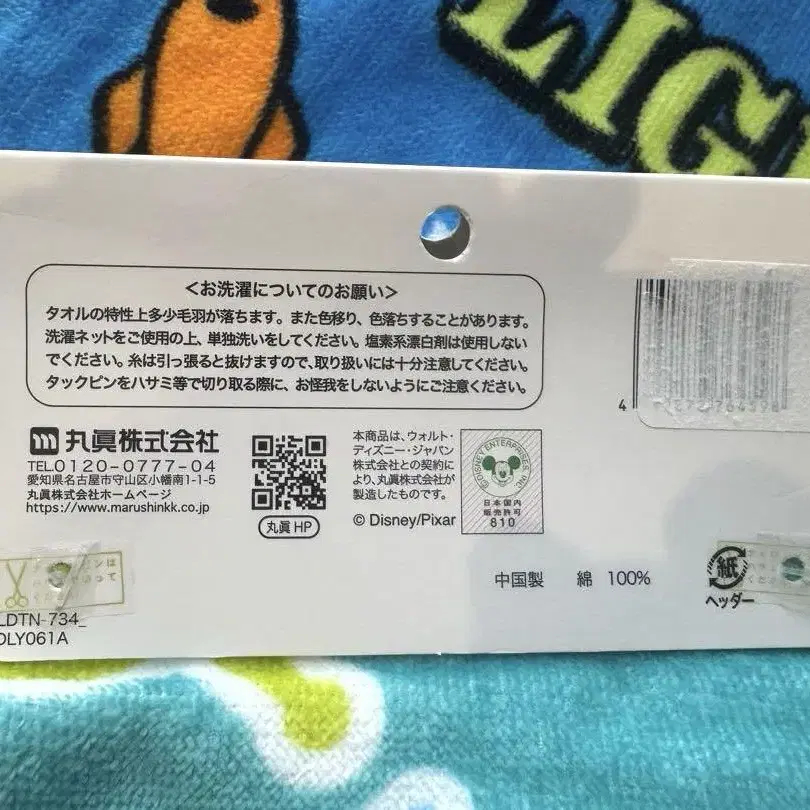 LIG
<お洗濯についてのお願い>
タオルの特性上多少毛羽が落ちます。また色移り、色落ちすることがあります。
洗濯ネットをご使用の上、単独洗いをしてください。塩素系漂白剤は使用しない
でください。糸は引っ張ると抜けますので、取り扱いには十分注意してください。
タックピンをハサミ等で切り取る際に、お怪我をしないようにご注意ください。
4
丸眞株式会社
TEL.0120-0777-04
愛知県名古屋市守山区小幡南1-1-5
丸眞株式会社ホームページ
https://www.marushinkk.co.jp
丸眞 HP
本商品は、ウォルト・
ディズニー・ジャパン
株式会社との契約に
より、丸眞株式会社が
製造したものです。
© Disney/Pixar
©DISNEY ENTERPRISES, INC.
日本国内
販売許可
810
中国製 綿 100%
紙
ヘッダー
LDTN-734_
DLY061A